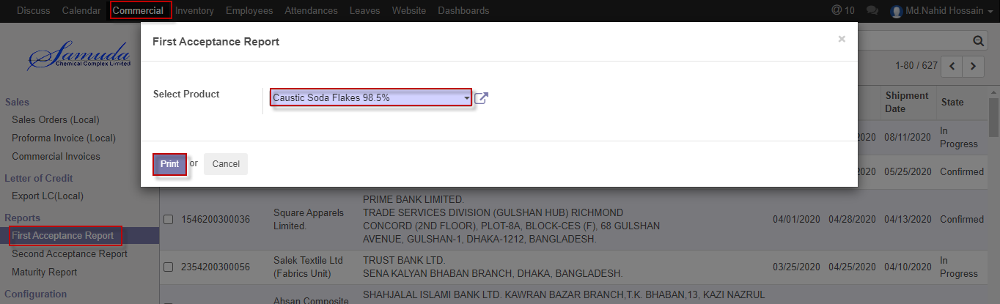 Discuss Calendar Commercial Inventory Employees Attendances Leaves Website Dashboards @ 10 Md.Nahid Hossain
First Acceptance Report ×
Samuda
Chemical Complex Limited
1-80 / 627
Select Product Caustic Soda Flakes 98.5%
Shipment
Date
State
Sales
Sales Orders (Local)
Proforma Invoice (Local)
Commercial Invoices
Letter of Credit
Export LC(Local)
Reports
First Acceptance Report
Second Acceptance Report
Maturity Report
Configuration
Print or Cancel
/2020 08/11/2020 In
Progress
/2020 05/25/2020 Confirmed
1546200300036 Square Apparels
Limited.
PRIME BANK LIMITED.
TRADE SERVICES DIVISION (GULSHAN HUB) RICHMOND
CONCORD (2ND FLOOR), PLOT-8A, BLOCK-CES (F), 68 GULSHAN
AVENUE, GULSHAN-1, DHAKA-1212, BANGLADESH.
04/01/2020 04/28/2020 04/13/2020 Confirmed
2354200300056 Salek Textile Ltd
(Fabrics Unit)
TRUST BANK LTD.
SENA KALYAN BHABAN BRANCH, DHAKA, BANGLADESH.
03/25/2020 04/25/2020 04/10/2020 In
Progress
Ahsan Composite
SHAHJALAL ISLAMI BANK LTD. KAWRAN BAZAR BRANCH,T.K. BHABAN,13, KAZI NAZRUL